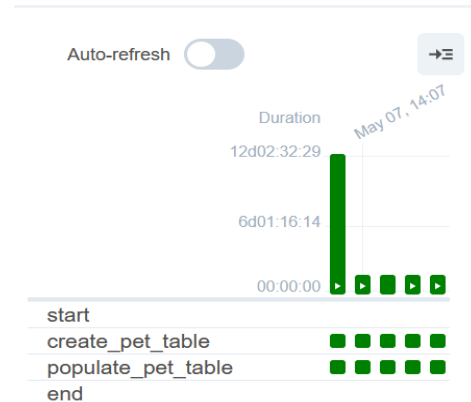 Auto-refresh
May 07, 14:07
Duration
12d02:32:29
6d01:16:14
00:00:00
start
create_pet_table
populate_pet_table
end